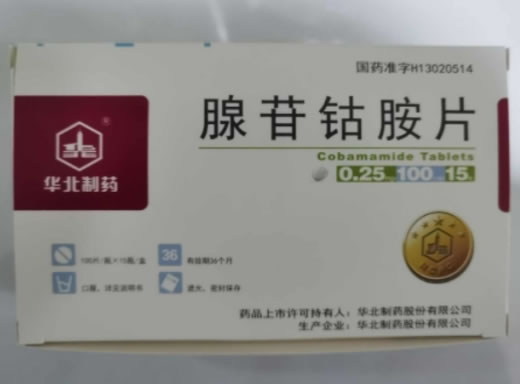 国药准字H13020514
腺苷钴胺片
Cobamamide Tablets
0.25 100 15
®
华北制药
100片/瓶×15瓶/盒
36 有效期36个月
口服、详见说明书
遮光、密封保存
药品上市许可持有人：华北制药股份有限公司
生产企业：华北制药股份有限公司